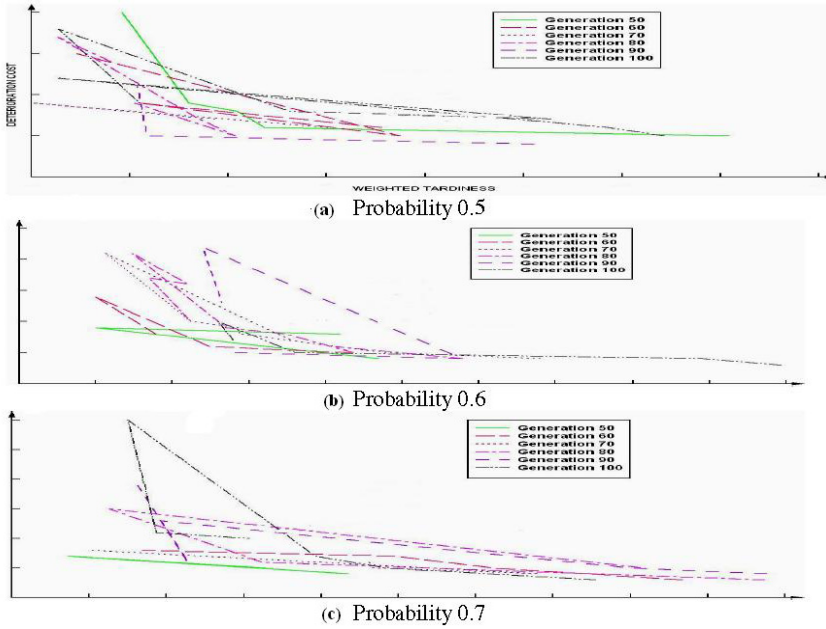 DETERIORATION COST
Generation 50
Generation 60
Generation 70
Generation 80
Generation 90
Generation 100
WEIGHTED TARDINESS
(a) Probability 0.5
Generation 50
Generation 60
Generation 70
Generation 80
Generation 90
Generation 100
(b) Probability 0.6
Generation 50
Generation 60
Generation 70
Generation 80
Generation 90
Generation 100
(c) Probability 0.7